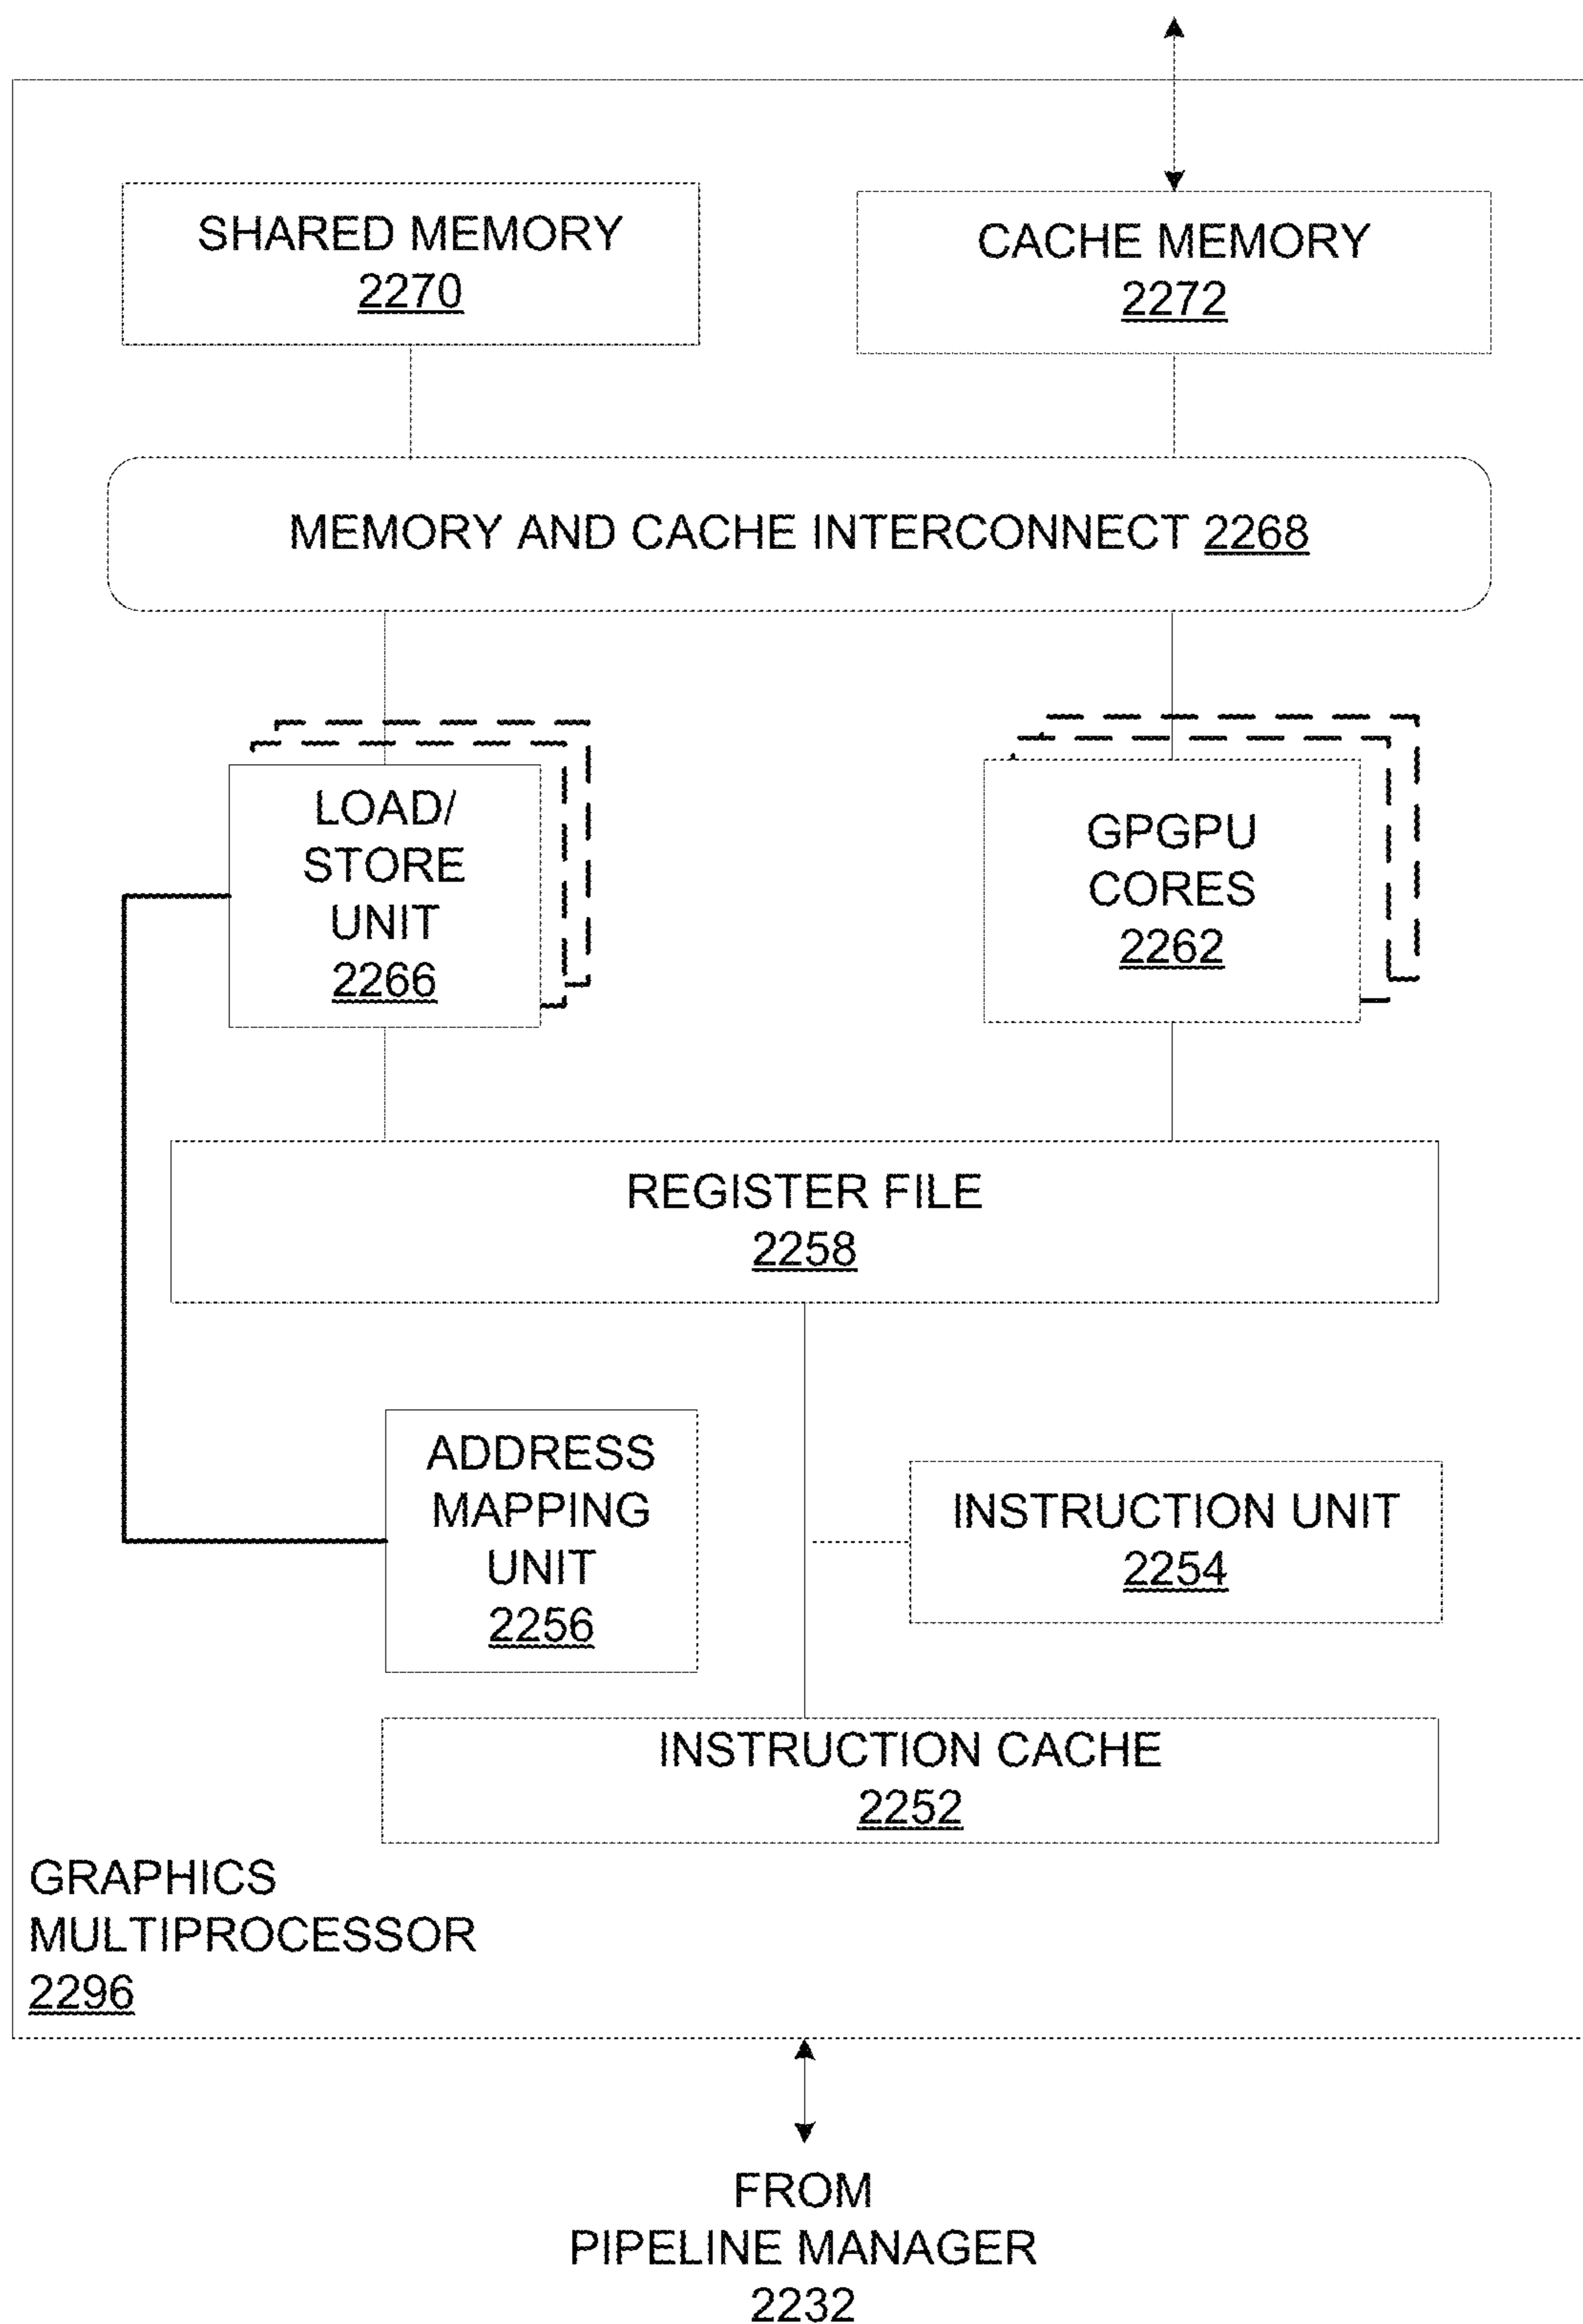 SHARED MEMORY
2270
CACHE MEMORY
2272
MEMORY AND CACHE INTERCONNECT 2268
LOAD/
STORE
UNIT
2266
GPGPU
CORES
2262
REGISTER FILE
2258
ADDRESS
MAPPING
UNIT
2256
INSTRUCTION UNIT
2254
INSTRUCTION CACHE
2252
GRAPHICS
MULTIPROCESSOR
2296
FROM
PIPELINE MANAGER
2232